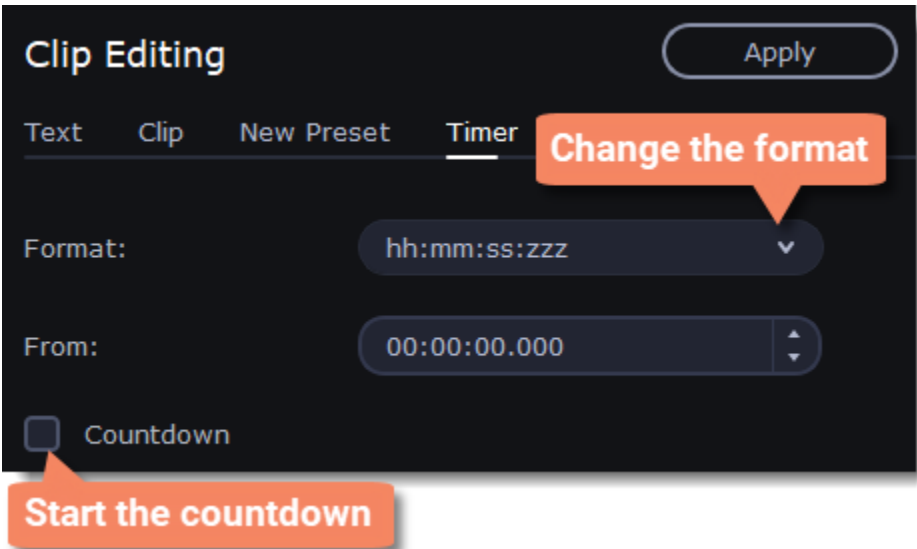 Clip Editing
Apply
Text Clip New Preset Timer
Change the format
Format: hh:mm:ss:zzz
From: 00:00:00.000
Countdown
Start the countdown